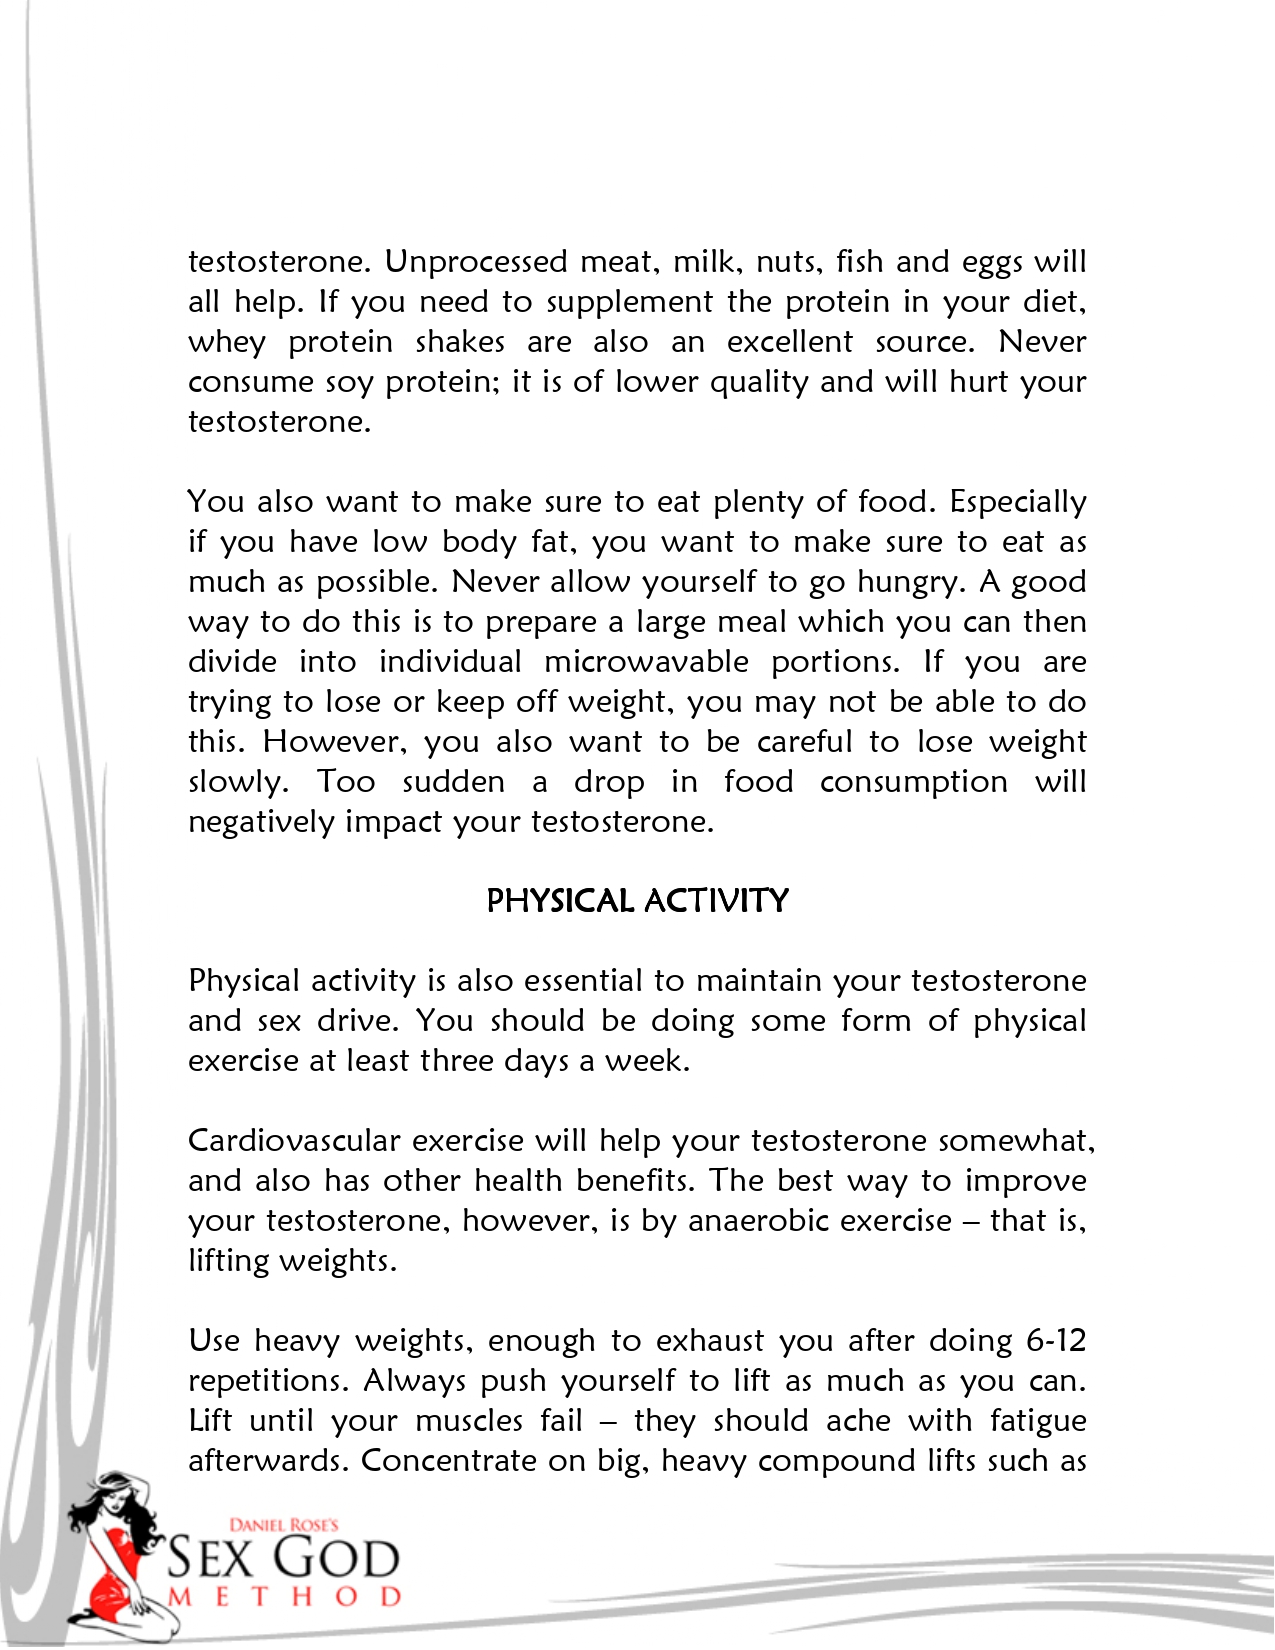 testosterone. Unprocessed meat, milk, nuts, fish and eggs will
all help. If you need to supplement the protein in your diet,
whey protein shakes are also an excellent source. Never
consume soy protein; it is of lower quality and will hurt your
testosterone.
You also want to make sure to eat plenty of food. Especially
if you have low body fat, you want to make sure to eat as
much as possible. Never allow yourself to go hungry. A good
way to do this is to prepare a large meal which you can then
divide into individual microwavable portions. If you are
trying to lose or keep off weight, you may not be able to do
this. However, you also want to be careful to lose weight
slowly. Too sudden a drop in food consumption will
negatively impact your testosterone.
PHYSICAL ACTIVITY
Physical activity is also essential to maintain your testosterone
and sex drive. You should be doing some form of physical
exercise at least three days a week.
Cardiovascular exercise will help your testosterone somewhat,
and also has other health benefits. The best way to improve
your testosterone, however, is by anaerobic exercise – that is,
lifting weights.
Use heavy weights, enough to exhaust you after doing 6-12
repetitions. Always push yourself to lift as much as you can.
Lift until your muscles fail – they should ache with fatigue
afterwards. Concentrate on big, heavy compound lifts such as
DANIEL ROSE'S
SEX GOD
METHOD